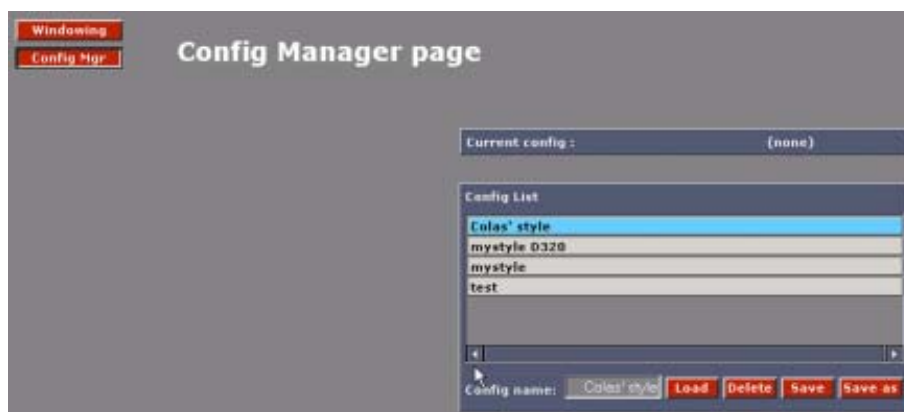 Windowing
Config Mgr
Config Manager page
Current config : (none)
Config List
Colas' style
mystyle D320
mystyle
test
Config name: Colas' style Load Delete Save Save as